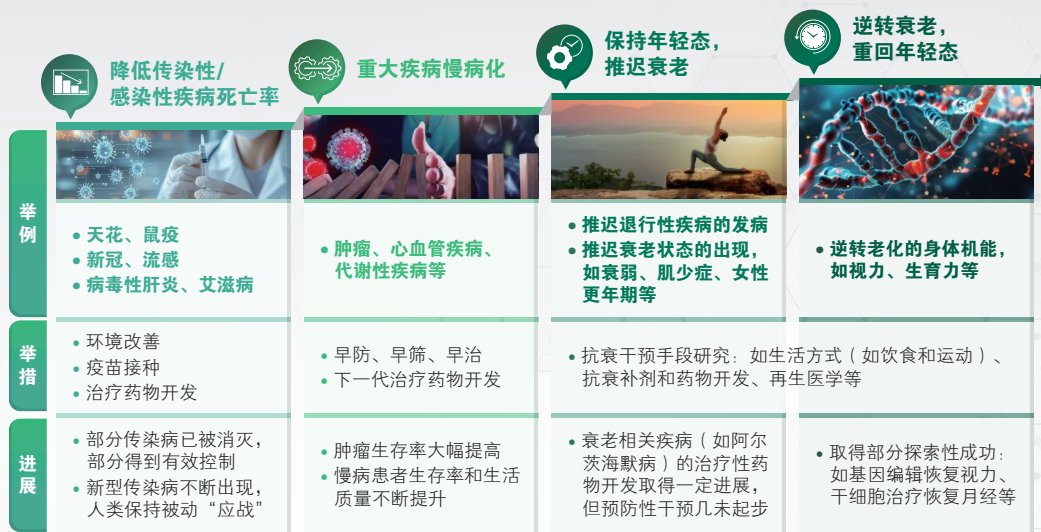 降低传染性/
感染性疾病死亡率
重大疾病慢病化
保持年轻态，
推迟衰老
逆转衰老，
重回年轻态
举例
• 天花、鼠疫
• 新冠、流感
• 病毒性肝炎、艾滋病
• 肿瘤、心血管疾病、
代谢性疾病等
• 推迟退行性疾病的发病
• 推迟衰老状态的出现，
如衰弱、肌少症、女性
更年期等
• 逆转老化的身体机能，
如视力、生育力等
举措
• 环境改善
• 疫苗接种
• 治疗药物开发
• 早防、早筛、早治
• 下一代治疗药物开发
• 抗衰干预手段研究：如生活方式（如饮食和运动）、
抗衰补剂和药物开发、再生医学等
进展
• 部分传染病已被消灭，
部分得到有效控制
• 新型传染病不断出现，
人类保持被动“应战”
• 肿瘤生存率大幅提高
• 慢病患者生存率和生活
质量不断提升
• 衰老相关疾病（如阿尔
茨海默病）的治疗性药
物开发取得一定进展，
但预防性干预几未起步
• 取得部分探索性成功：
如基因编辑恢复视力、
干细胞治疗恢复月经等